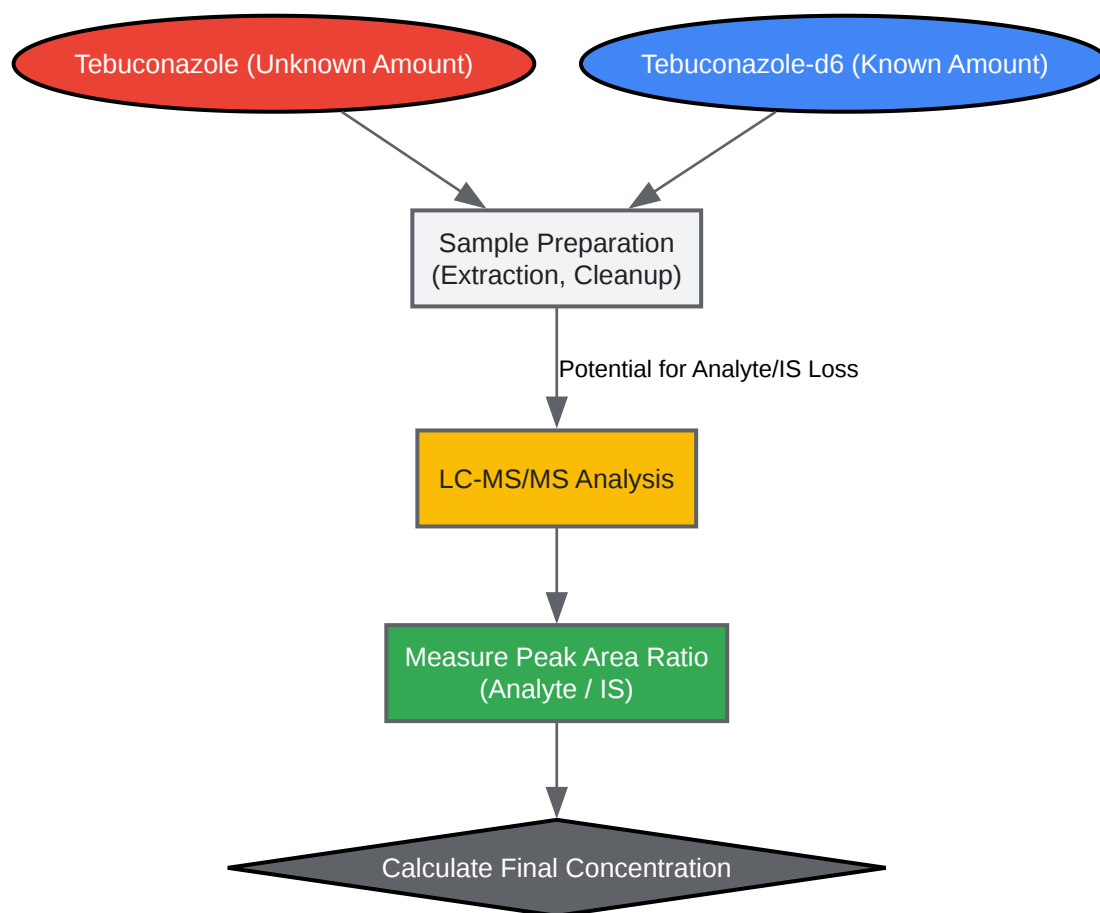 Tebuconazole (Unknown Amount)
Tebuconazole-d6 (Known Amount)
Sample Preparation
(Extraction, Cleanup)
Potential for Analyte/IS Loss
LC-MS/MS Analysis
Measure Peak Area Ratio
(Analyte / IS)
Calculate Final Concentration